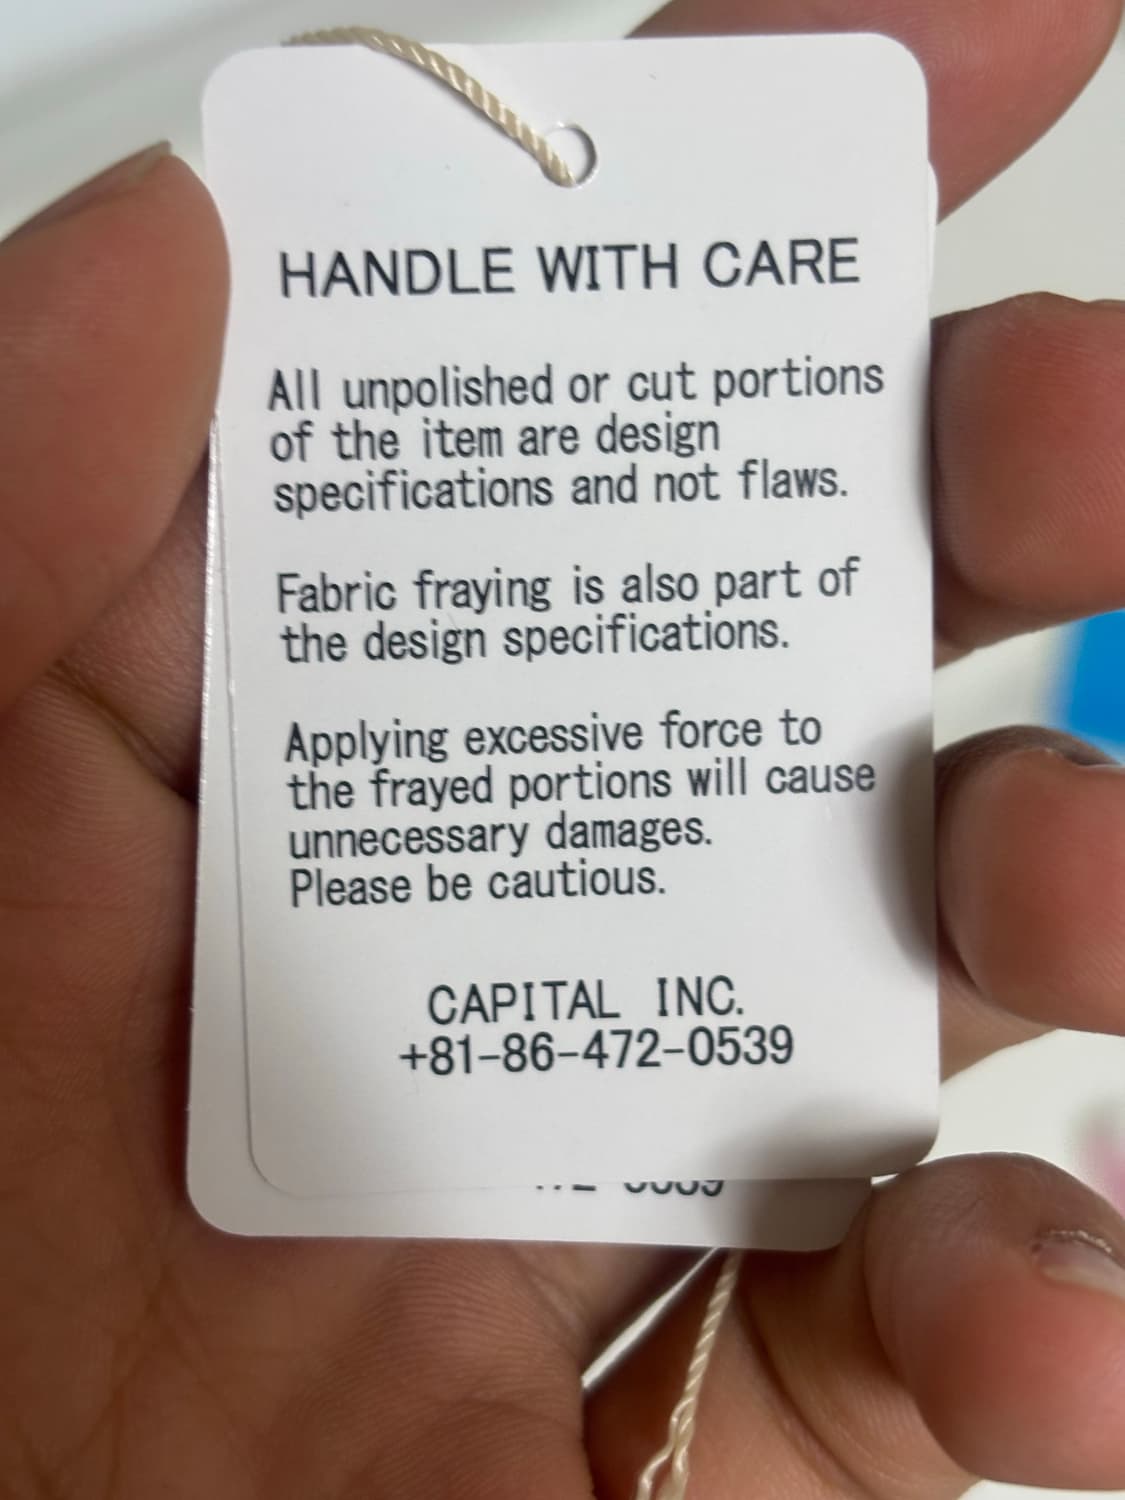 HANDLE WITH CARE
All unpolished or cut portions
of the item are design
specifications and not flaws.
Fabric fraying is also part of
the design specifications.
Applying excessive force to
the frayed portions will cause
unnecessary damages.
Please be cautious.
CAPITAL INC.
+81-86-472-0539